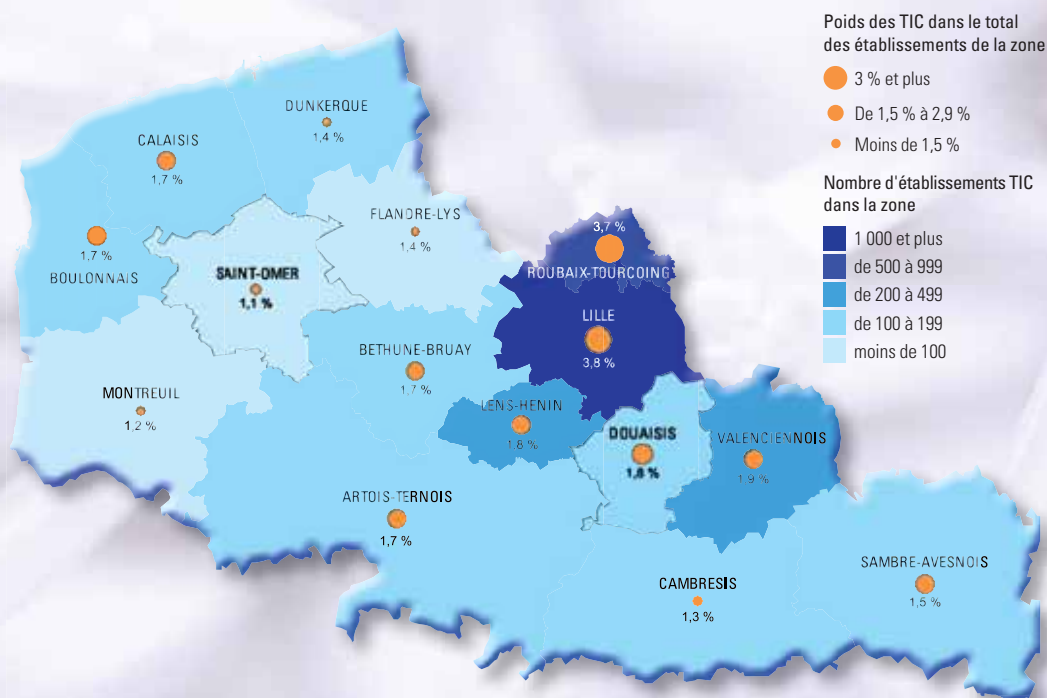 Poids des TIC dans le total
des établissements de la zone
3 % et plus
De 1,5 % à 2,9 %
Moins de 1,5 %
Nombre d'établissements TIC
dans la zone
1 000 et plus
de 500 à 999
de 200 à 499
de 100 à 199
moins de 100
DUNKERQUE
1,4 %
CALAISIS
1,7 %
FLANDRE-LYS
1,4 %
3,7 %
ROUBAIX-TOURCOING
1,7 %
BOULONNAIS
SAINT-OMER
1,1 %
LILLE
3,8 %
BETHUNE-BRUAY
1,7 %
MONTREUIL
1,2 %
LENS-HENIN
1,8 %
DOUAISIS
1,8 %
VALENCIENNOIS
1,9 %
ARTOIS-TERNOIS
1,7 %
SAMBRE-AVESNOIS
1,5 %
CAMBRESIS
1,3 %